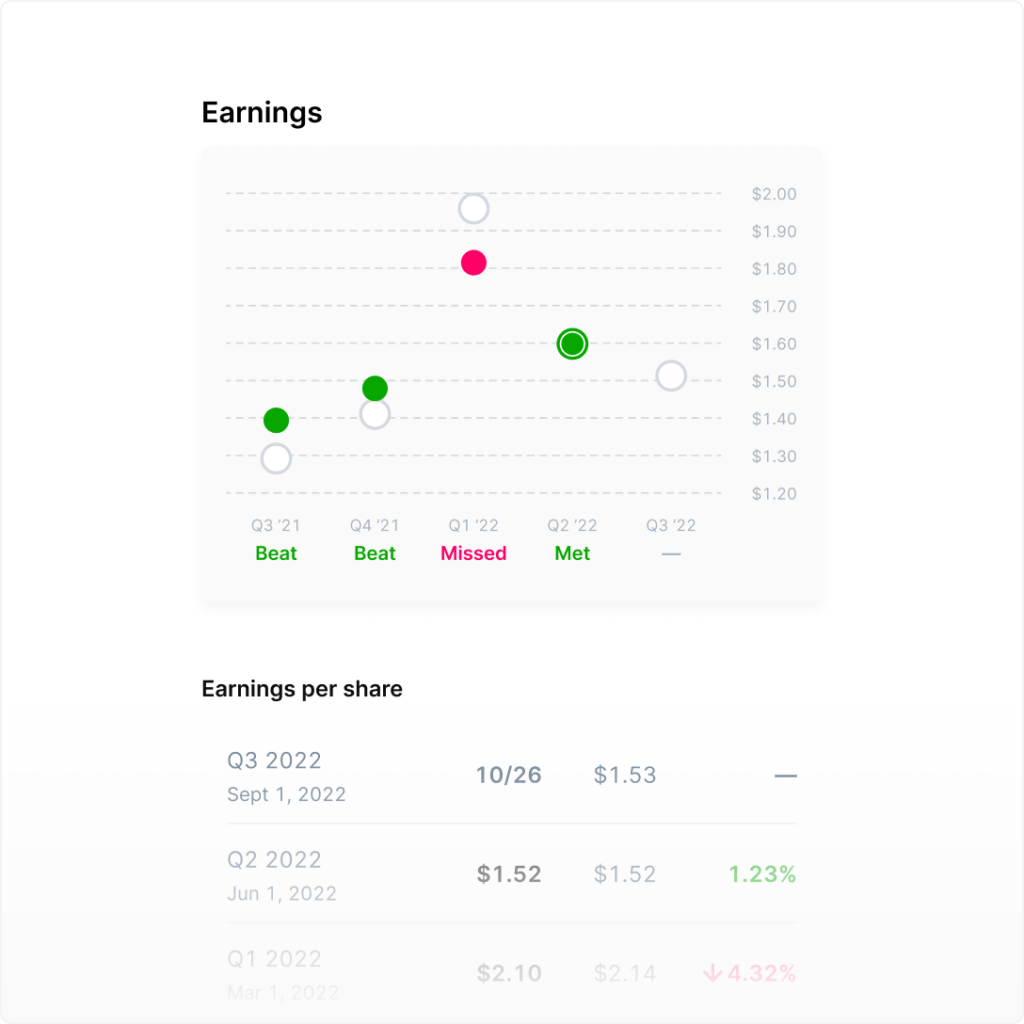 Earnings
$2.00
$1.90
$1.80
$1.70
$1.60
$1.50
$1.40
$1.30
$1.20
Q3 ’21 Q4 ’21 Q1 ’22 Q2 ’22 Q3 ’22
Beat Beat Missed Met —
Earnings per share
Q3 2022 10/26 $1.53 —
Sept 1, 2022
Q2 2022 $1.52 $1.52 1.23%
Jun 1, 2022
Q1 2022 $2.10 $2.14 ↓4.32%
Mar 1, 2022